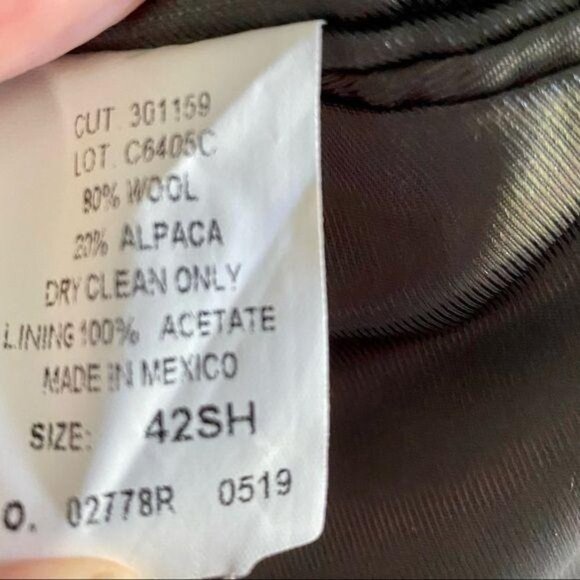 CUT. 301159
LOT. C6405C
80% WOOL
20% ALPACA
DRY CLEAN ONLY
LINING 100% ACETATE
MADE IN MEXICO
SIZE: 42SH
O. 02778R 0519